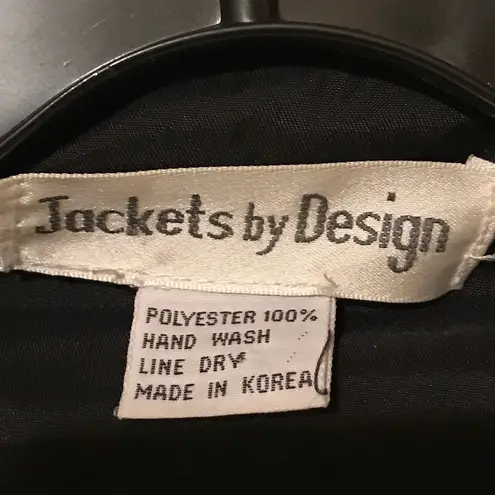 Jackets by Design
POLYESTER 100%
HAND WASH
LINE DRY
MADE IN KOREA